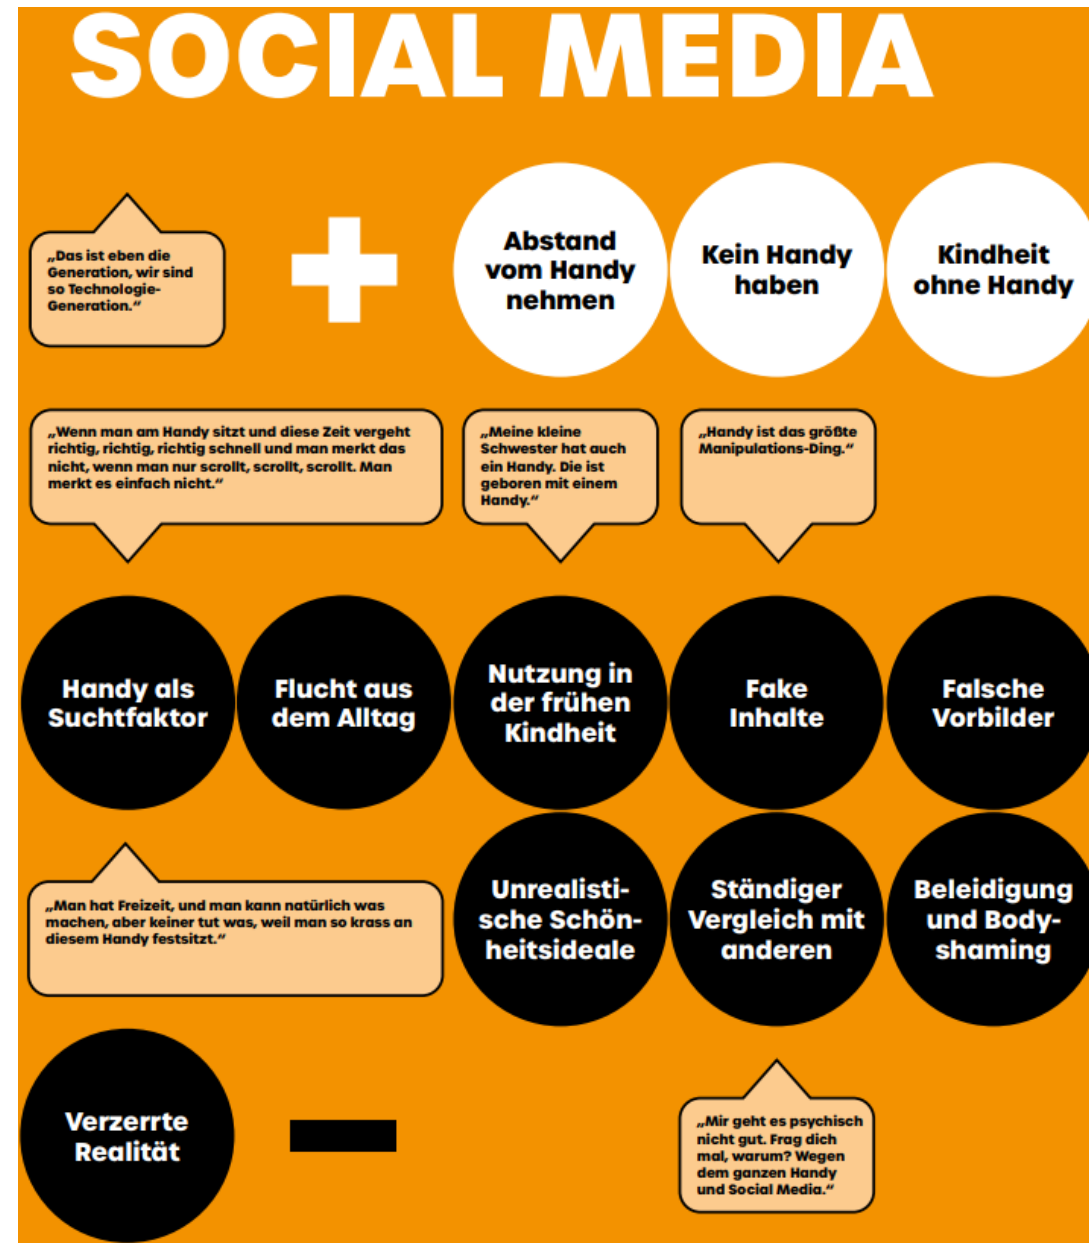 SOCIAL MEDIA
„Das ist eben die
Generation, wir sind
so Technologie-
Generation.“
Abstand
vom Handy
nehmen
Kein Handy
haben
Kindheit
ohne Handy
„Wenn man am Handy sitzt und diese Zeit vergeht
richtig, richtig, richtig schnell und man merkt das
nicht, wenn man nur scrollt, scrollt, scrollt. Man
merkt es einfach nicht.“
„Meine kleine
Schwester hat auch
ein Handy. Die ist
geboren mit einem
Handy.“
„Handy ist das größte
Manipulations-Ding.“
Handy als
Suchtfaktor
Flucht aus
dem Alltag
Nutzung in
der frühen
Kindheit
Fake
Inhalte
Falsche
Vorbilder
„Man hat Freizeit, und man kann natürlich was
machen, aber keiner tut was, weil man so krass an
diesem Handy festsitzt.“
Unrealisti-
sche Schön-
heitsideale
Ständiger
Vergleich mit
anderen
Beleidigung
und Body-
shaming
Verzerrte
Realität
„Mir geht es psychisch
nicht gut. Frag dich
mal, warum? Wegen
dem ganzen Handy
und Social Media.“